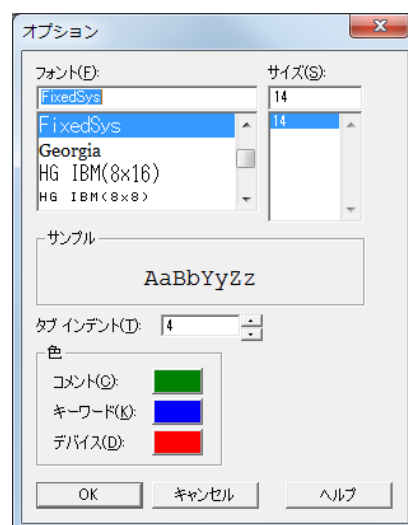 オプション
フォント(F): サイズ(S):
FixedSys 14
FixedSys 14
Georgia
HG IBM(8x16)
HG IBM(8x8)
サンプル
AaBbYyZz
タブ インデント(T): 4
色
コメント(C):
キーワード(K):
デバイス(D):
OK キャンセル ヘルプ